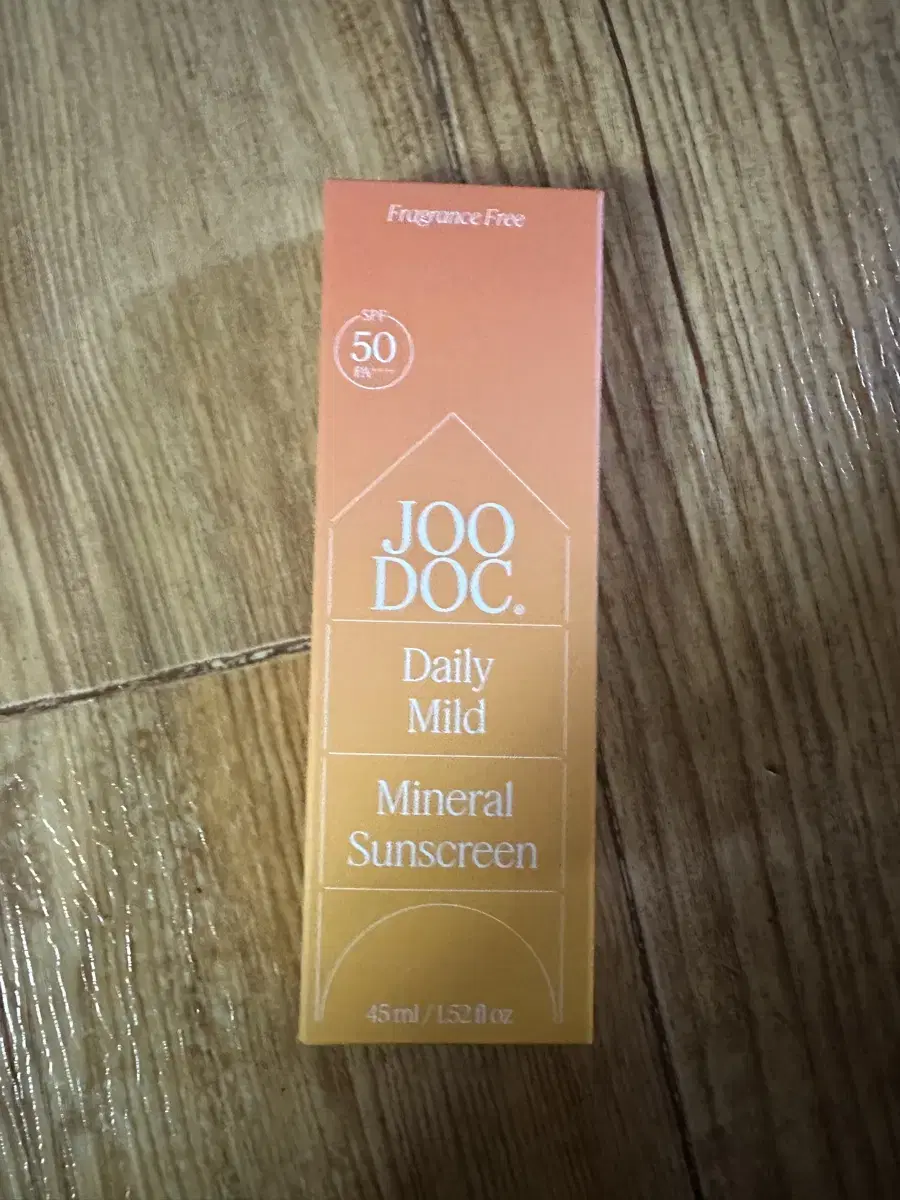 Fragrance Free
SPF
50
JOO
DOC®
Daily
Mild
Mineral
Sunscreen
45 ml / 1.52 fl oz